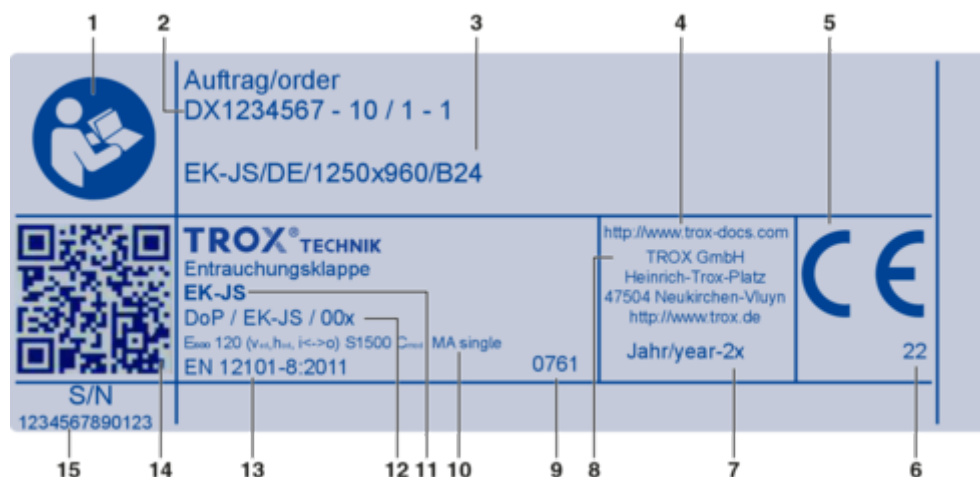 1 2 3 4 5
Auftrag/order
DX1234567 - 10 / 1 - 1
EK-JS/DE/1250x960/B24
TROX® TECHNIK
Entrauchungsklappe
EK-JS
DoP / EK-JS / 00x
120 i<->o) S1500 MA single
EN 12101-8:2011
0761
http://www.trox-docs.com
TROX GmbH
Heinrich-Trox-Platz
47504 Neukirchen-Vluyn
http://www.trox.de
Jahr/year-2x
CE
22
S/N
1234567890123
15 14 13 12 11 10 9 8 7 6